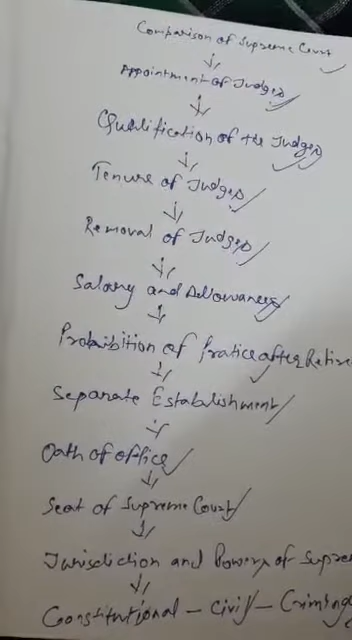 Comparison of Supreme Court
Appointment of Judges
Qualification of the Judges
Tenure of Judges
Removal of Judges
Salary and Allowances
Prohibition of Pratice after Retire
Separate Establishment
Oath of office
Seat of Supreme Court
Jurisdiction and Powers of Supre
Constitutional - Civil - Criming